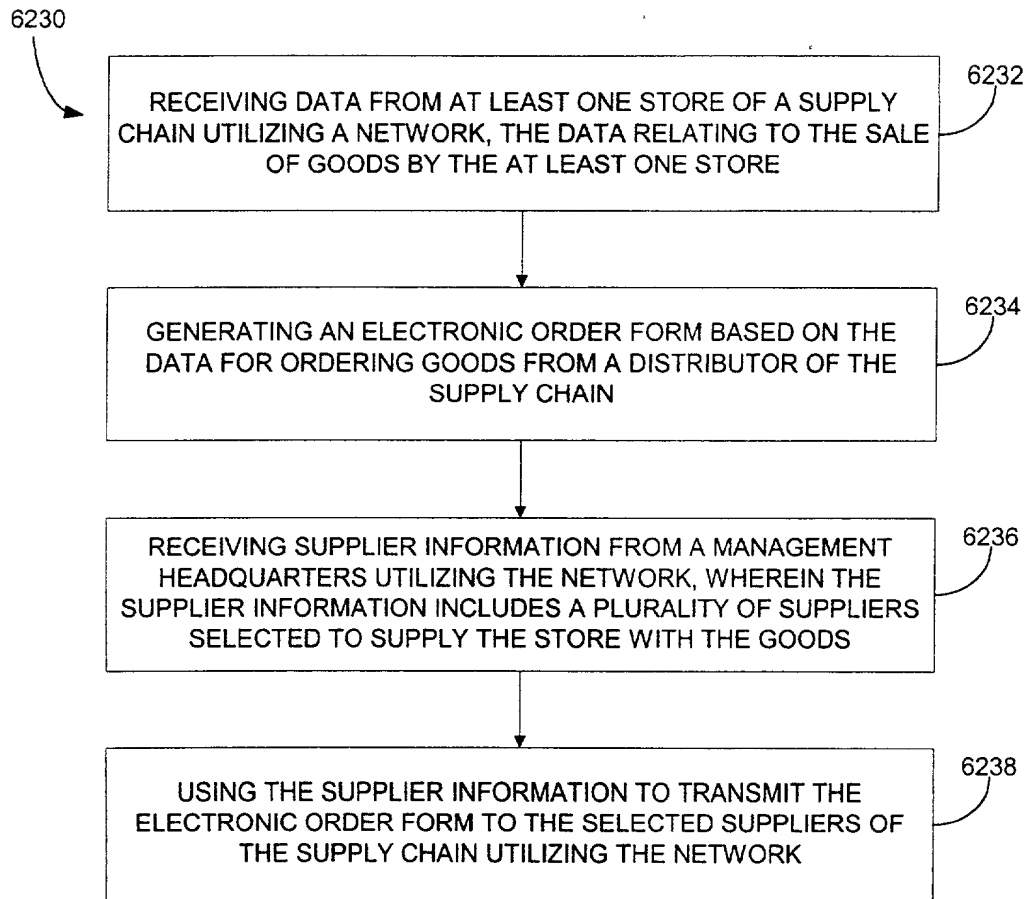 6230
RECEIVING DATA FROM AT LEAST ONE STORE OF A SUPPLY
CHAIN UTILIZING A NETWORK, THE DATA RELATING TO THE SALE
OF GOODS BY THE AT LEAST ONE STORE
6232
GENERATING AN ELECTRONIC ORDER FORM BASED ON THE
DATA FOR ORDERING GOODS FROM A DISTRIBUTOR OF THE
SUPPLY CHAIN
6234
RECEIVING SUPPLIER INFORMATION FROM A MANAGEMENT
HEADQUARTERS UTILIZING THE NETWORK, WHEREIN THE
SUPPLIER INFORMATION INCLUDES A PLURALITY OF SUPPLIERS
SELECTED TO SUPPLY THE STORE WITH THE GOODS
6236
USING THE SUPPLIER INFORMATION TO TRANSMIT THE
ELECTRONIC ORDER FORM TO THE SELECTED SUPPLIERS OF
THE SUPPLY CHAIN UTILIZING THE NETWORK
6238